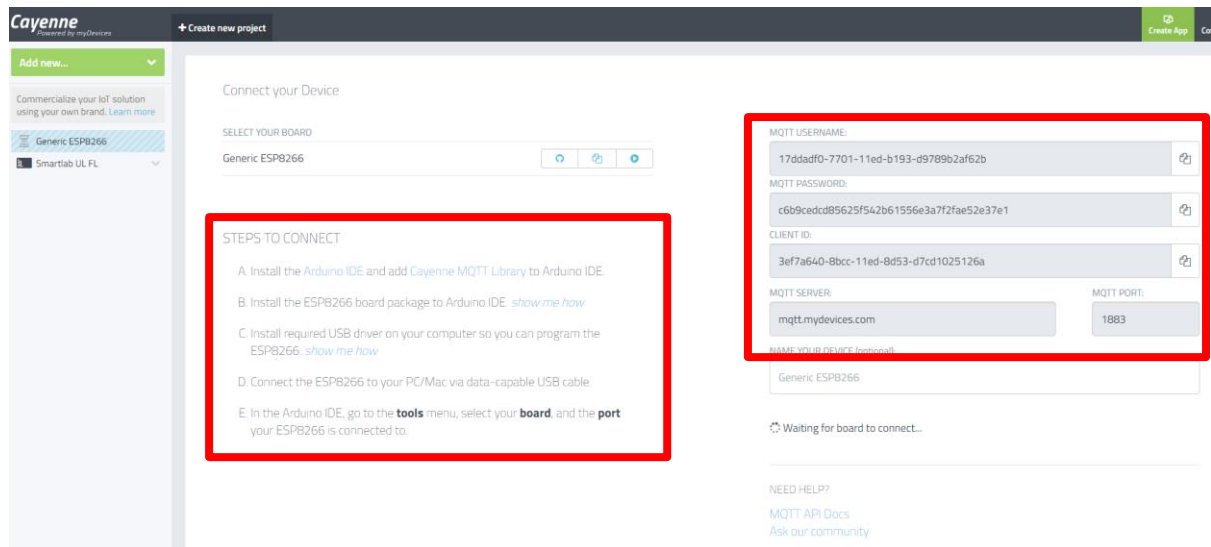 Cayenne
Powered by myDevices
+ Create new project
Create App
Co
Add new...
Commercialize your IoT solution
using your own brand. Learn more
Generic ESP8266
Smartlab UL FL
Connect your Device
SELECT YOUR BOARD
Generic ESP8266
STEPS TO CONNECT
A. Install the Arduino IDE and add Cayenne MQTT Library to Arduino IDE.
B. Install the ESP8266 board package to Arduino IDE. show me how
C. Install required USB driver on your computer so you can program the
ESP8266. show me how
D. Connect the ESP8266 to your PC/Mac via data-capable USB cable.
E. In the Arduino IDE, go to the tools menu, select your board, and the port
your ESP8266 is connected to.
MQTT USERNAME:
17ddadf0-7701-11ed-b193-d9789b2af62b
MQTT PASSWORD:
c6b9cedcd85625f542b61556e3a7f2fae52e37e1
CLIENT ID:
3ef7a640-8bcc-11ed-8d53-d7cd1025126a
MQTT SERVER:
MQTT PORT:
mqtt.mydevices.com
1883
NAME YOUR DEVICE (optional):
Generic ESP8266
Waiting for board to connect...
NEED HELP?
MQTT API Docs
Ask our community